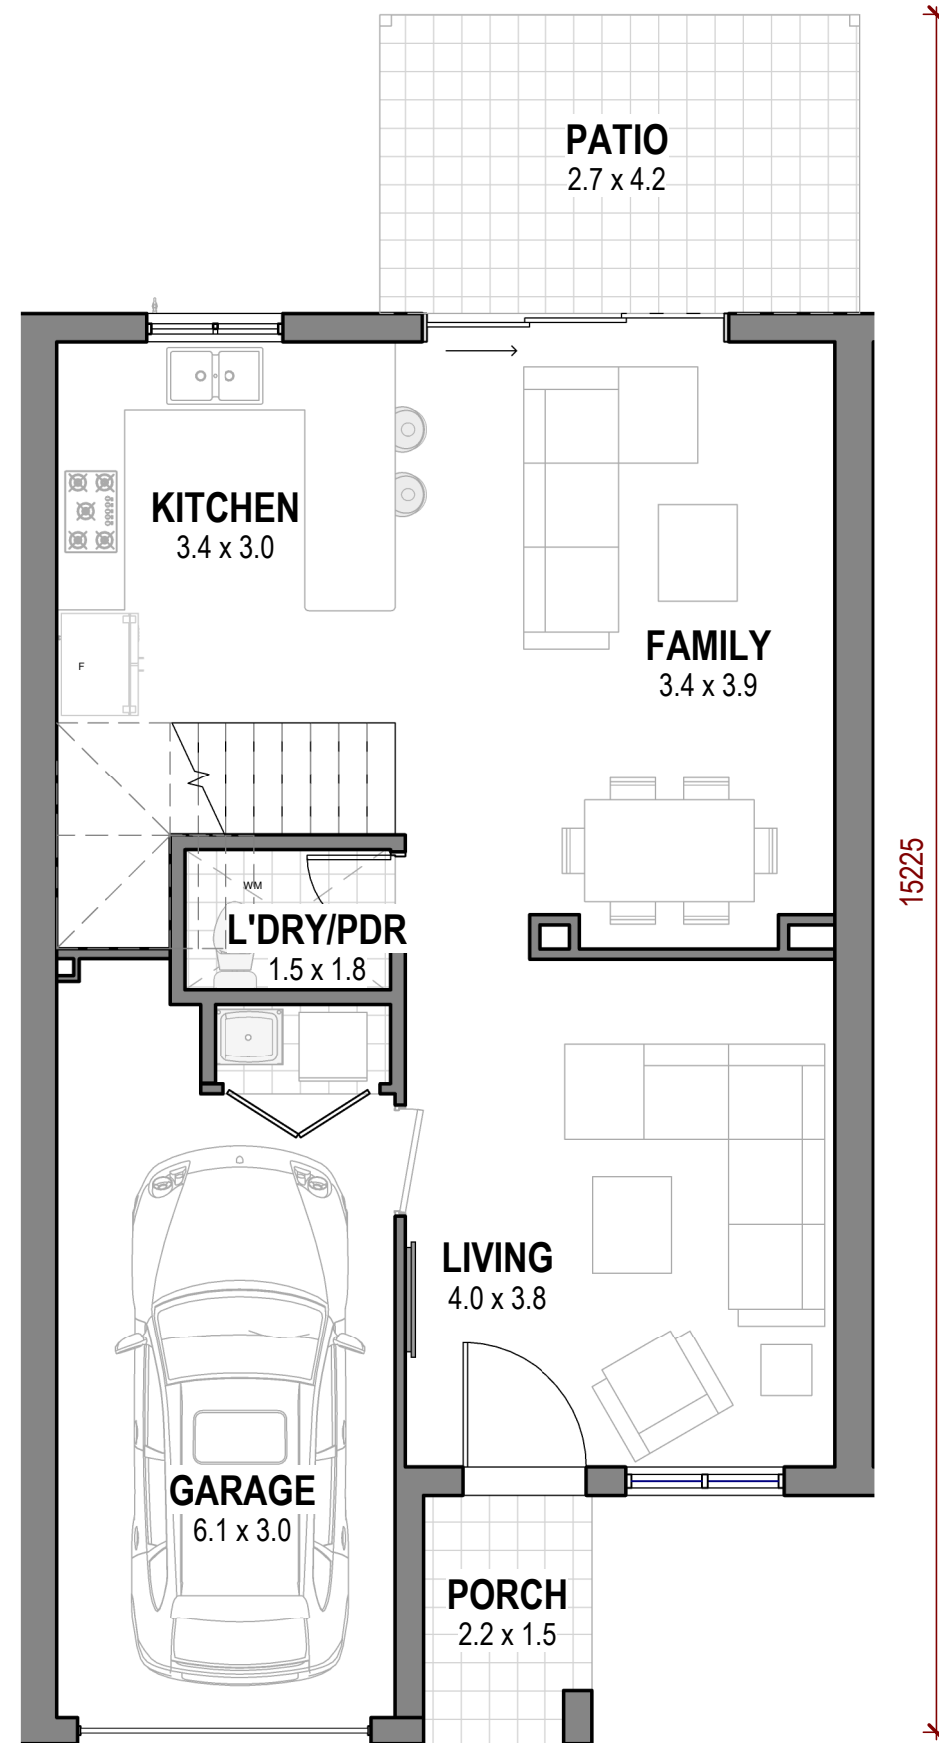 PATIO
2.7 x 4.2
KITCHEN
3.4 x 3.0
F
FAMILY
3.4 x 3.9
15225
WM
L'DRY/PDR
1.5 x 1.8
LIVING
4.0 x 3.8
GARAGE
6.1 x 3.0
PORCH
2.2 x 1.5